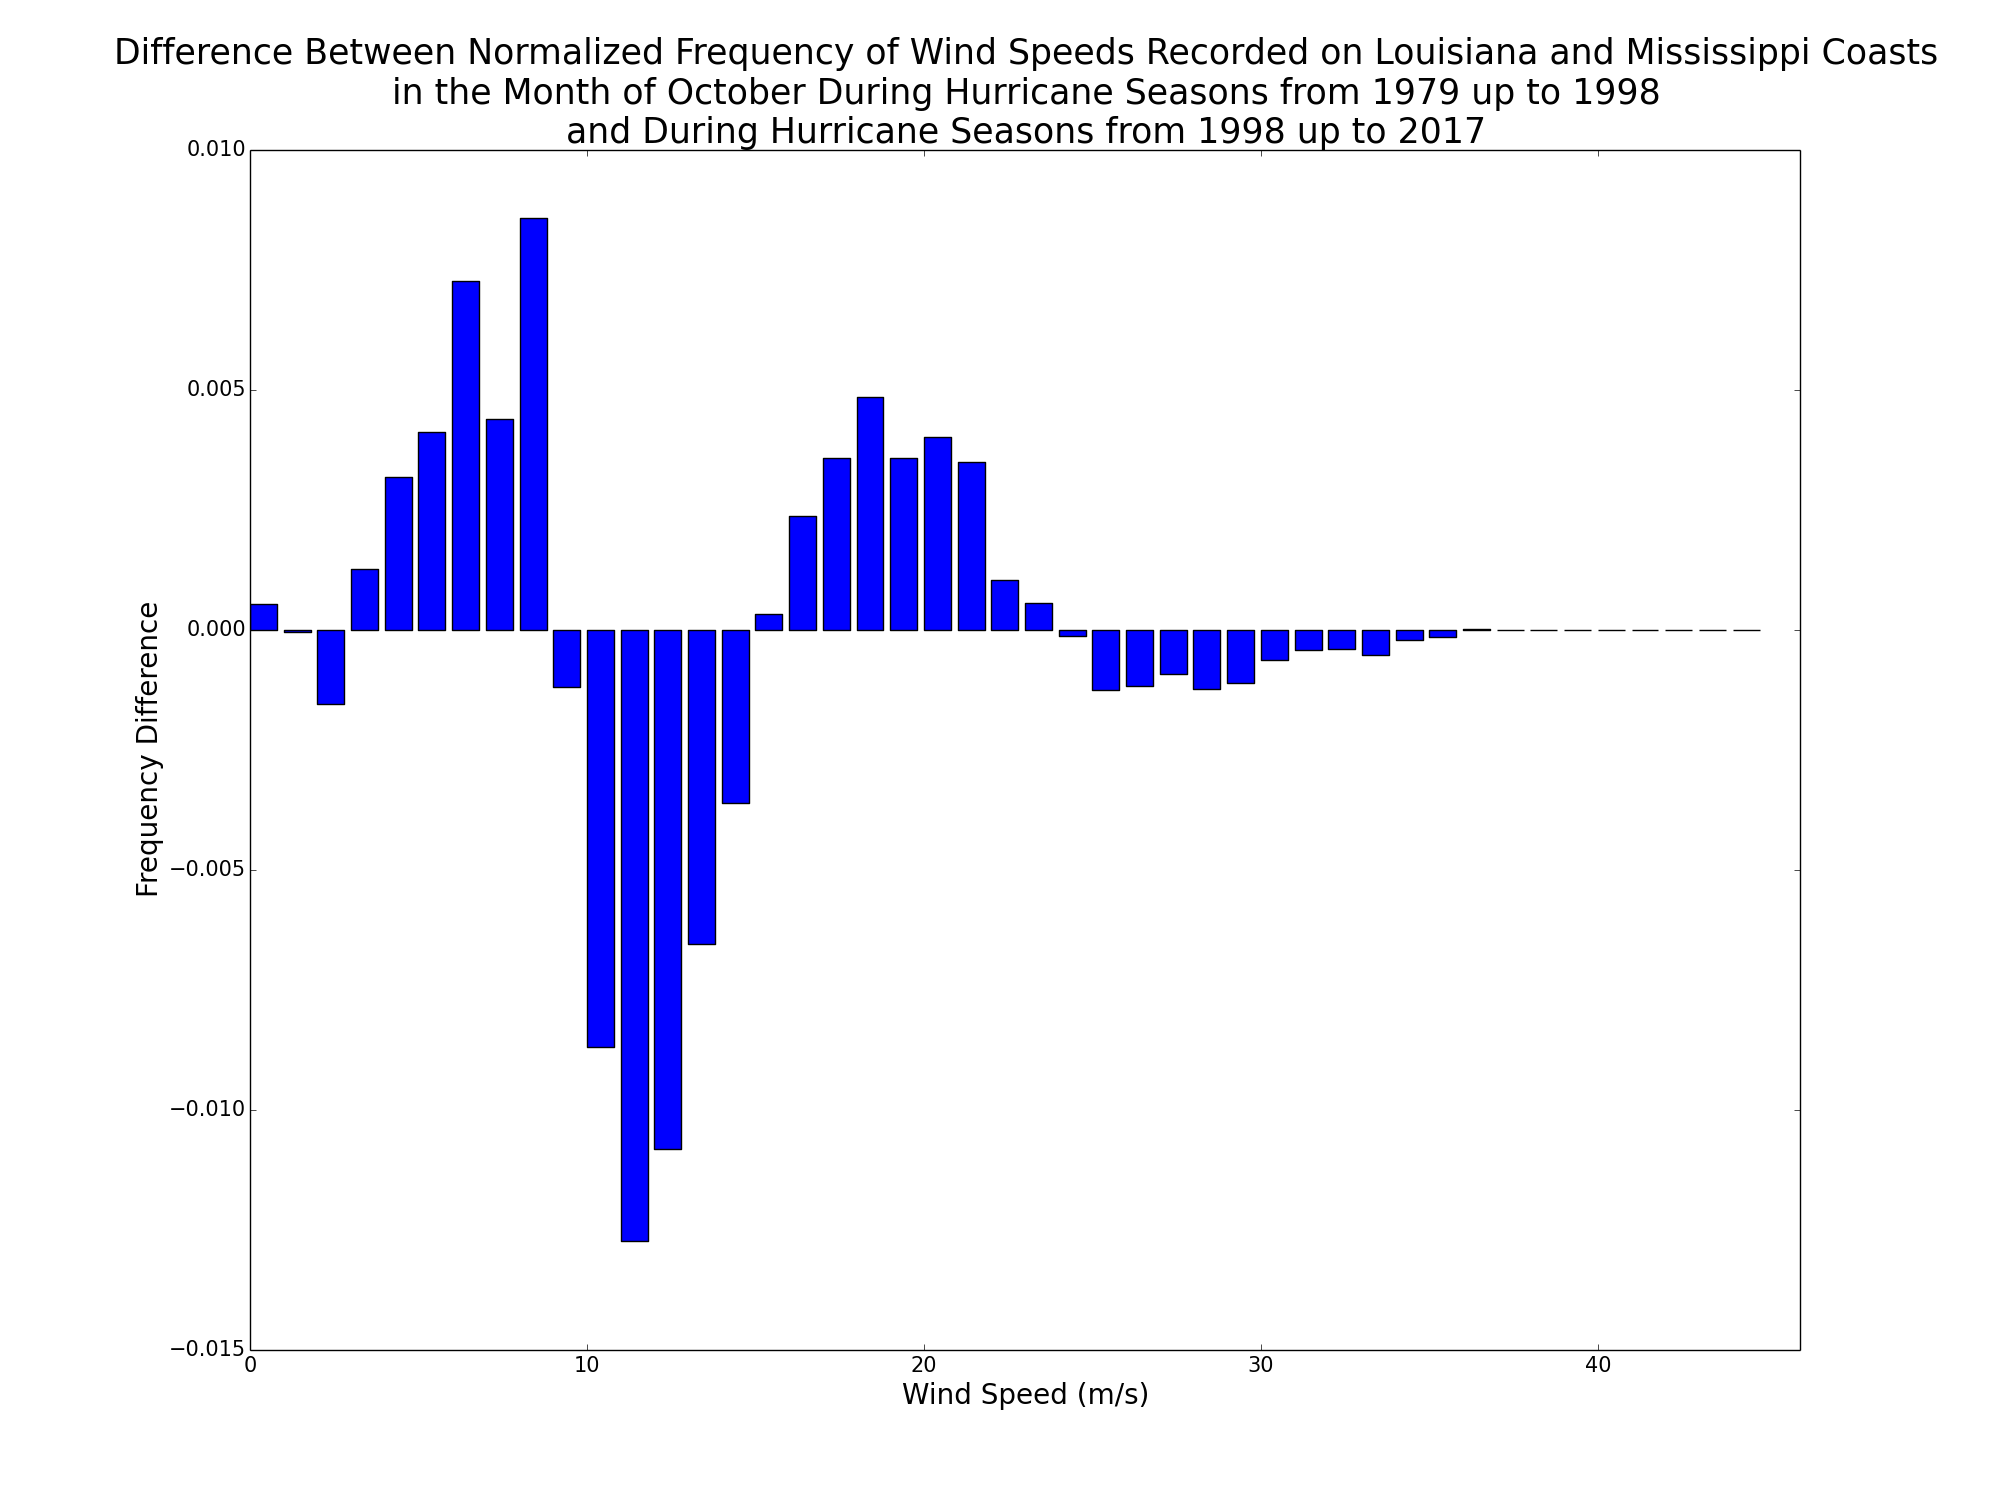 Difference Between Normalized Frequency of Wind Speeds Recorded on Louisiana and Mississippi Coasts
in the Month of October During Hurricane Seasons from 1979 up to 1998
and During Hurricane Seasons from 1998 up to 2017
0.010
0.005
0.000
−0.005
−0.010
−0.015
Frequency Difference
0 10 20 30 40
Wind Speed (m/s)